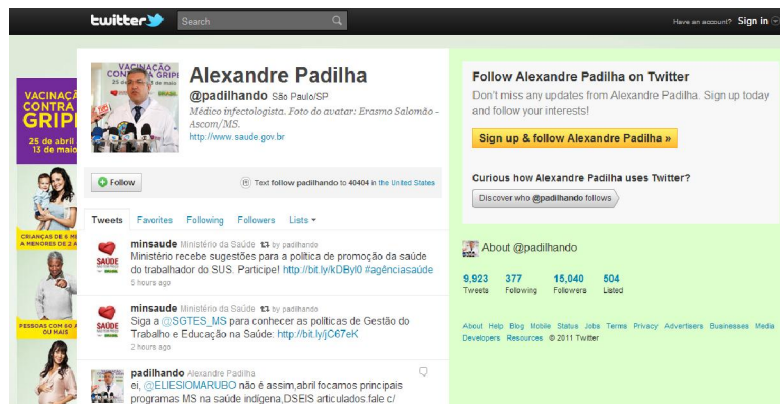 twitter
Search
Have an account? Sign in
VACINAÇÃO
CONTRA A GRIPE
Alexandre Padilha
@padilhando São Paulo/SP
Médico infectologista. Foto do avatar: Erasmo Salomão -
Ascom/MS.
http://www.saude.gov.br
Follow
Text follow padilhando to 40404 in the United States
Tweets Favorites Following Followers Lists
minsaude Ministério da Saúde by padilhando
Ministério recebe sugestões para a política de promoção da saúde
do trabalhador do SUS. Participe! http://bit.ly/kDByI0 #agênciasaúde
5 hours ago
minsaude Ministério da Saúde by padilhando
Siga a @SGTES_MS para conhecer as políticas de Gestão do
Trabalho e Educação na Saúde: http://bit.ly/jC67eK
2 hours ago
padilhando Alexandre Padilha
ei, @ELIESIOMARUBO não é assim,abril focamos principais
programas MS na saúde indígena,DSEIS articulados.fale c/
SAÚDE
SAÚDE
VACINAÇ
CONTRA
GRIPE
25 de abril
13 de maio
CRIANÇAS DE 6 ME
A MENORES DE 2 A
PESSOAS COM 60 A
OU MAIS
Follow Alexandre Padilha on Twitter
Don't miss any updates from Alexandre Padilha. Sign up today
and follow your interests!
Sign up & follow Alexandre Padilha »
Curious how Alexandre Padilha uses Twitter?
Discover who @padilhando follows
About @padilhando
9,923 377 15,040 504
Tweets Following Followers Listed
About Help Blog Mobile Status Jobs Terms Privacy Advertisers Businesses Media
Developers Resources © 2011 Twitter